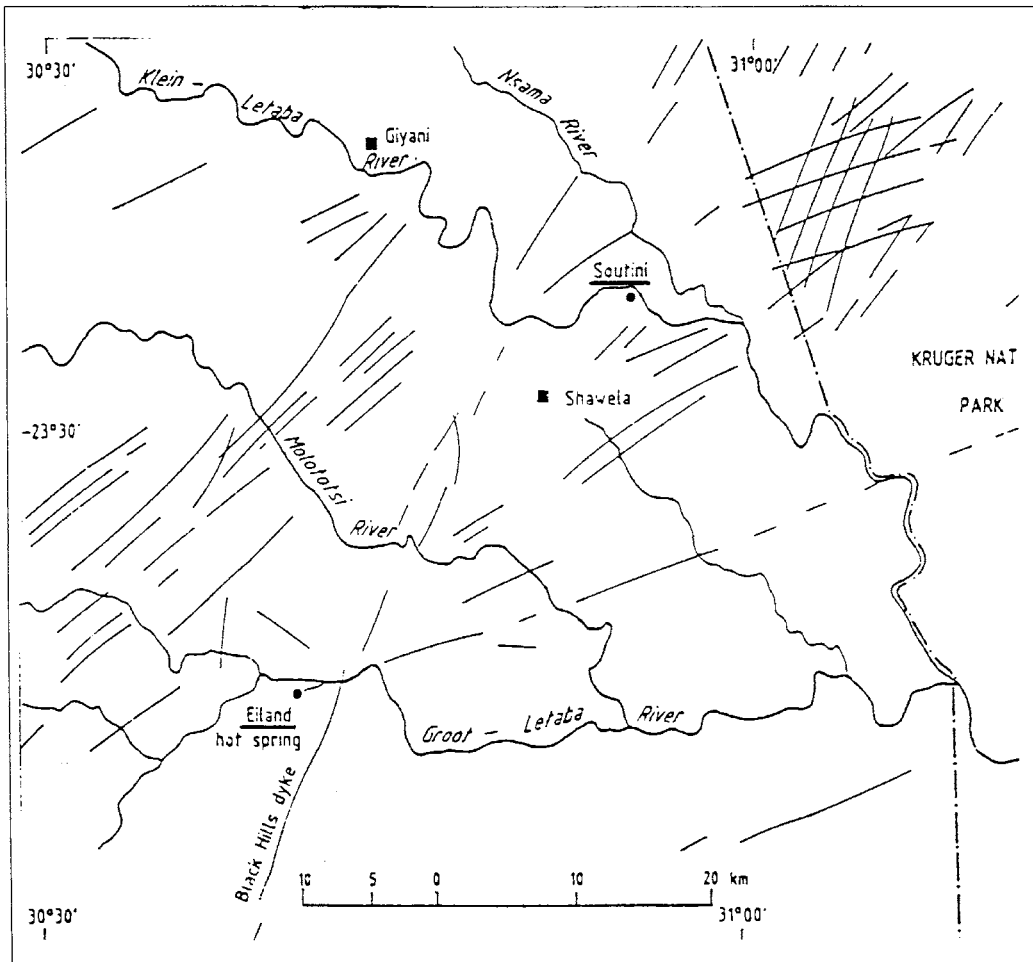 30°30'
31°00'
Klein -
Letaba
River
Giyani
Nsama
River
Soutini
KRUGER NAT
PARK
Shawela
-23°30'
Molototsi
River
Eiland
hot spring
Groot - Letaba River
Black Hills dyke
10 5 0 10 20 km
30°30'
31°00'